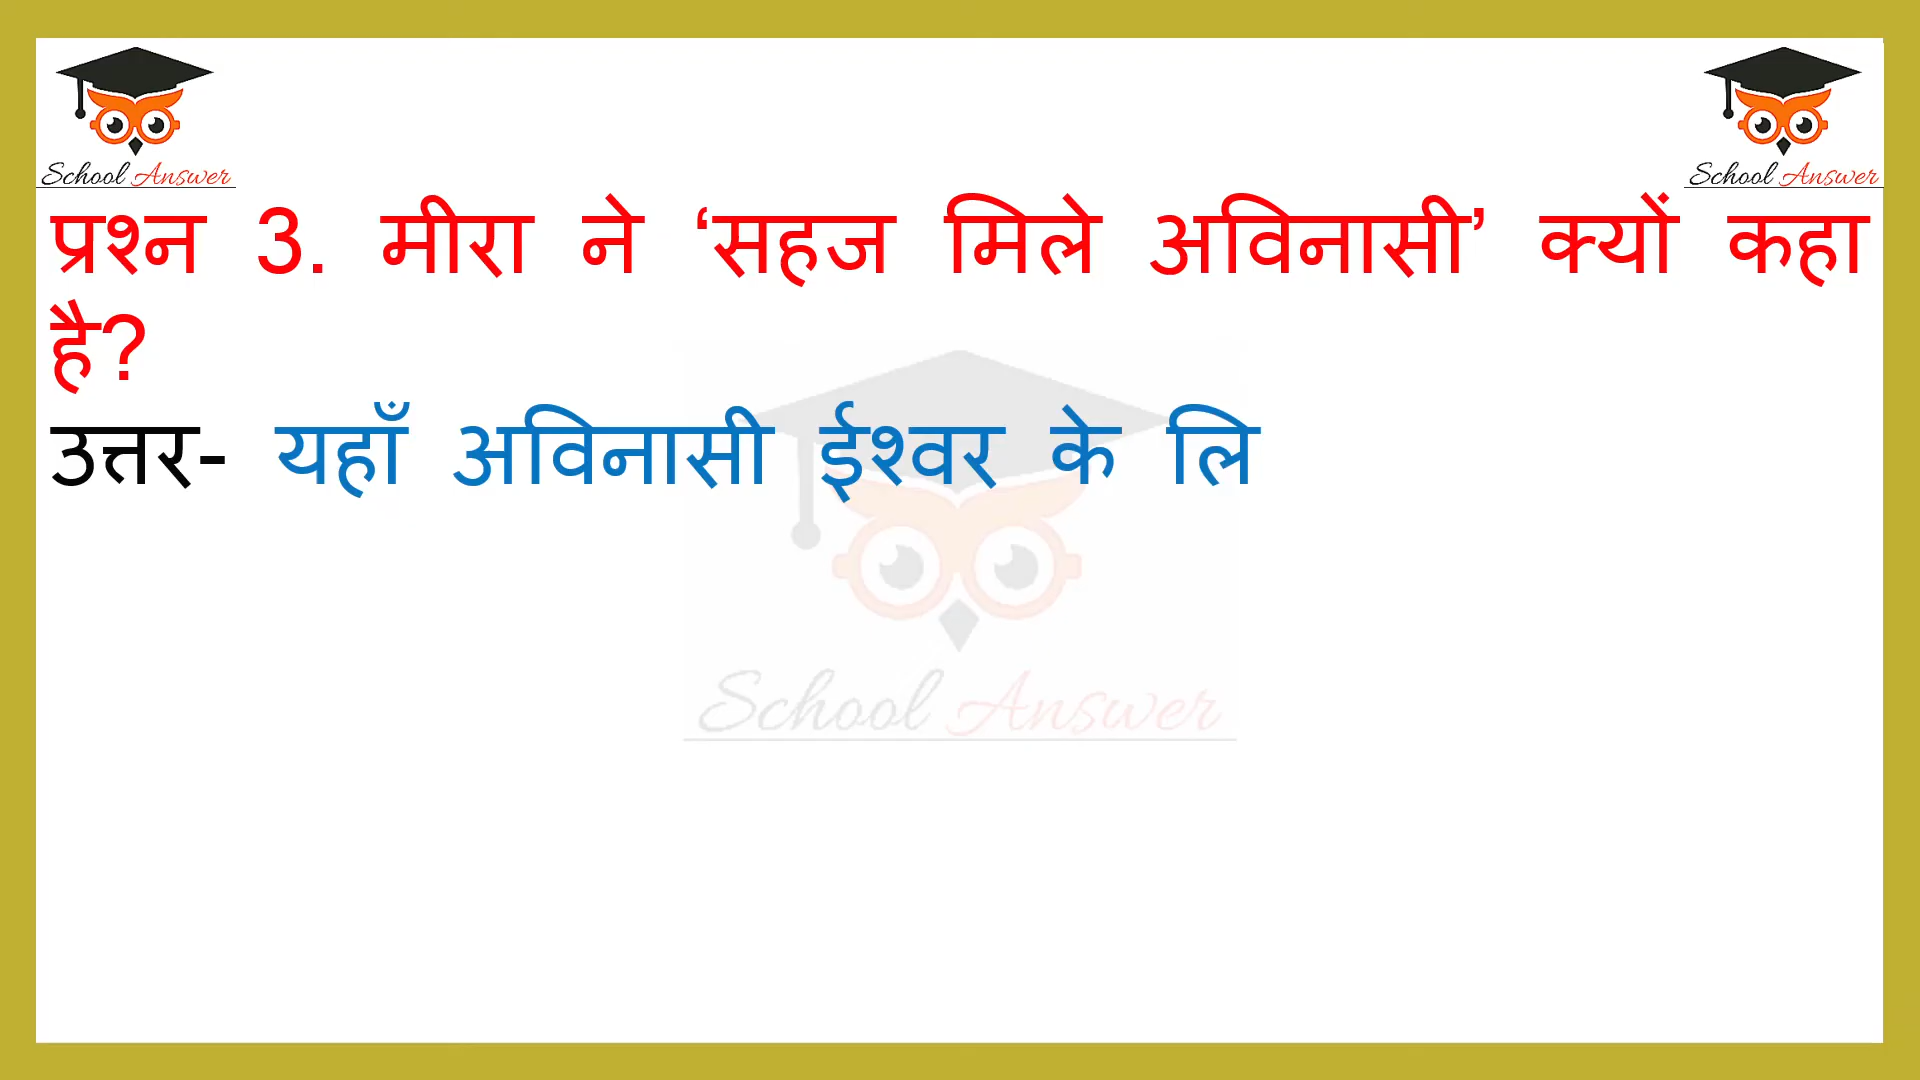 School Answer School Answer
प्रश्न 3. मीरा ने ‘सहज मिले अविनासी’ क्यों कहा
है?
उत्तर- यहाँ अविनासी ईश्वर के लि
School Answer